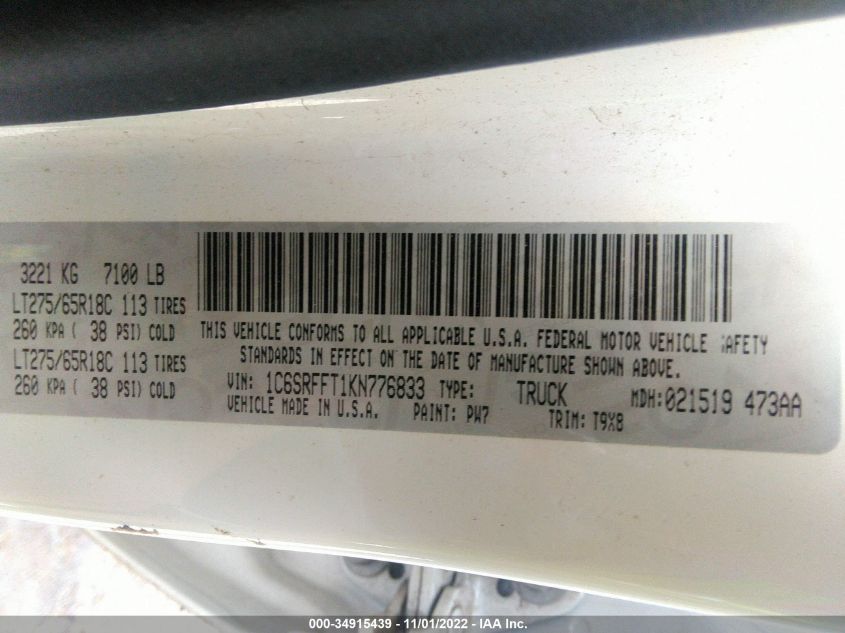 3221 KG 7100 LB
LT275/65R18C 113 TIRES
260 KPA ( 38 PSI) COLD
LT275/65R18C 113 TIRES
260 KPA ( 38 PSI) COLD
THIS VEHICLE CONFORMS TO ALL APPLICABLE U.S.A. FEDERAL MOTOR VEHICLE SAFETY
STANDARDS IN EFFECT ON THE DATE OF MANUFACTURE SHOWN ABOVE.
VIN: 1C6SRFFT1KN776833 TYPE: TRUCK MDH:021519 473AA
VEHICLE MADE IN U.S.A. PAINT: PW7 TRIM: T9X8
000-34915439 - 11/01/2022 - IAA Inc.